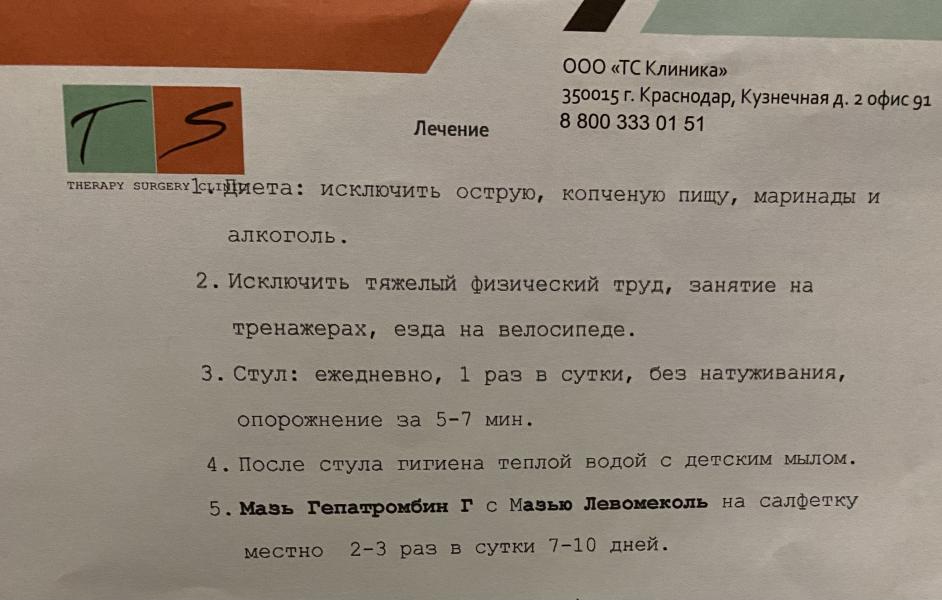 ООО «ТС Клиника»
350015 г. Краснодар, Кузнечная д. 2 офис 91
8 800 333 01 51
TS
THERAPY SURGERY CLINIC
Лечение
1. Диета: исключить острую, копченую пищу, маринады и
алкоголь.
2. Исключить тяжелый физический труд, занятие на
тренажерах, езда на велосипеде.
3. Стул: ежедневно, 1 раз в сутки, без натуживания,
опорожнение за 5-7 мин.
4. После стула гигиена теплой водой с детским мылом.
5. Мазь Гепатромбин Г с Мазью Левомеколь на салфетку
местно 2-3 раз в сутки 7-10 дней.